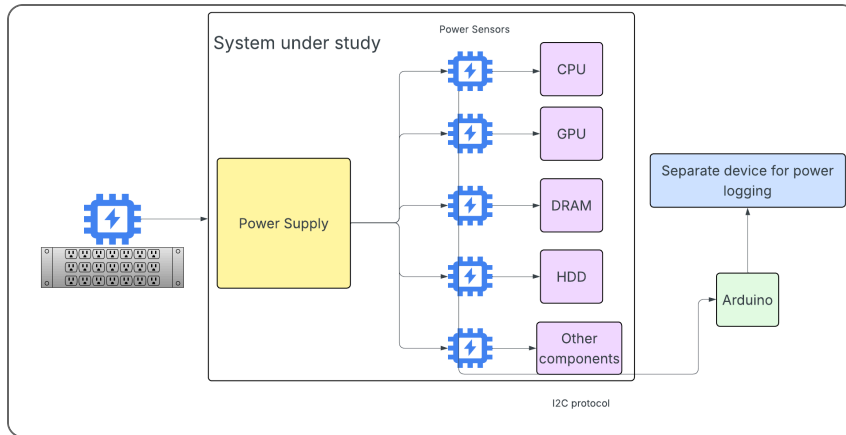 Power Sensors
System under study
CPU
GPU
Separate device for power
logging
DRAM
Power Supply
HDD
Arduino
Other
components
I2C protocol